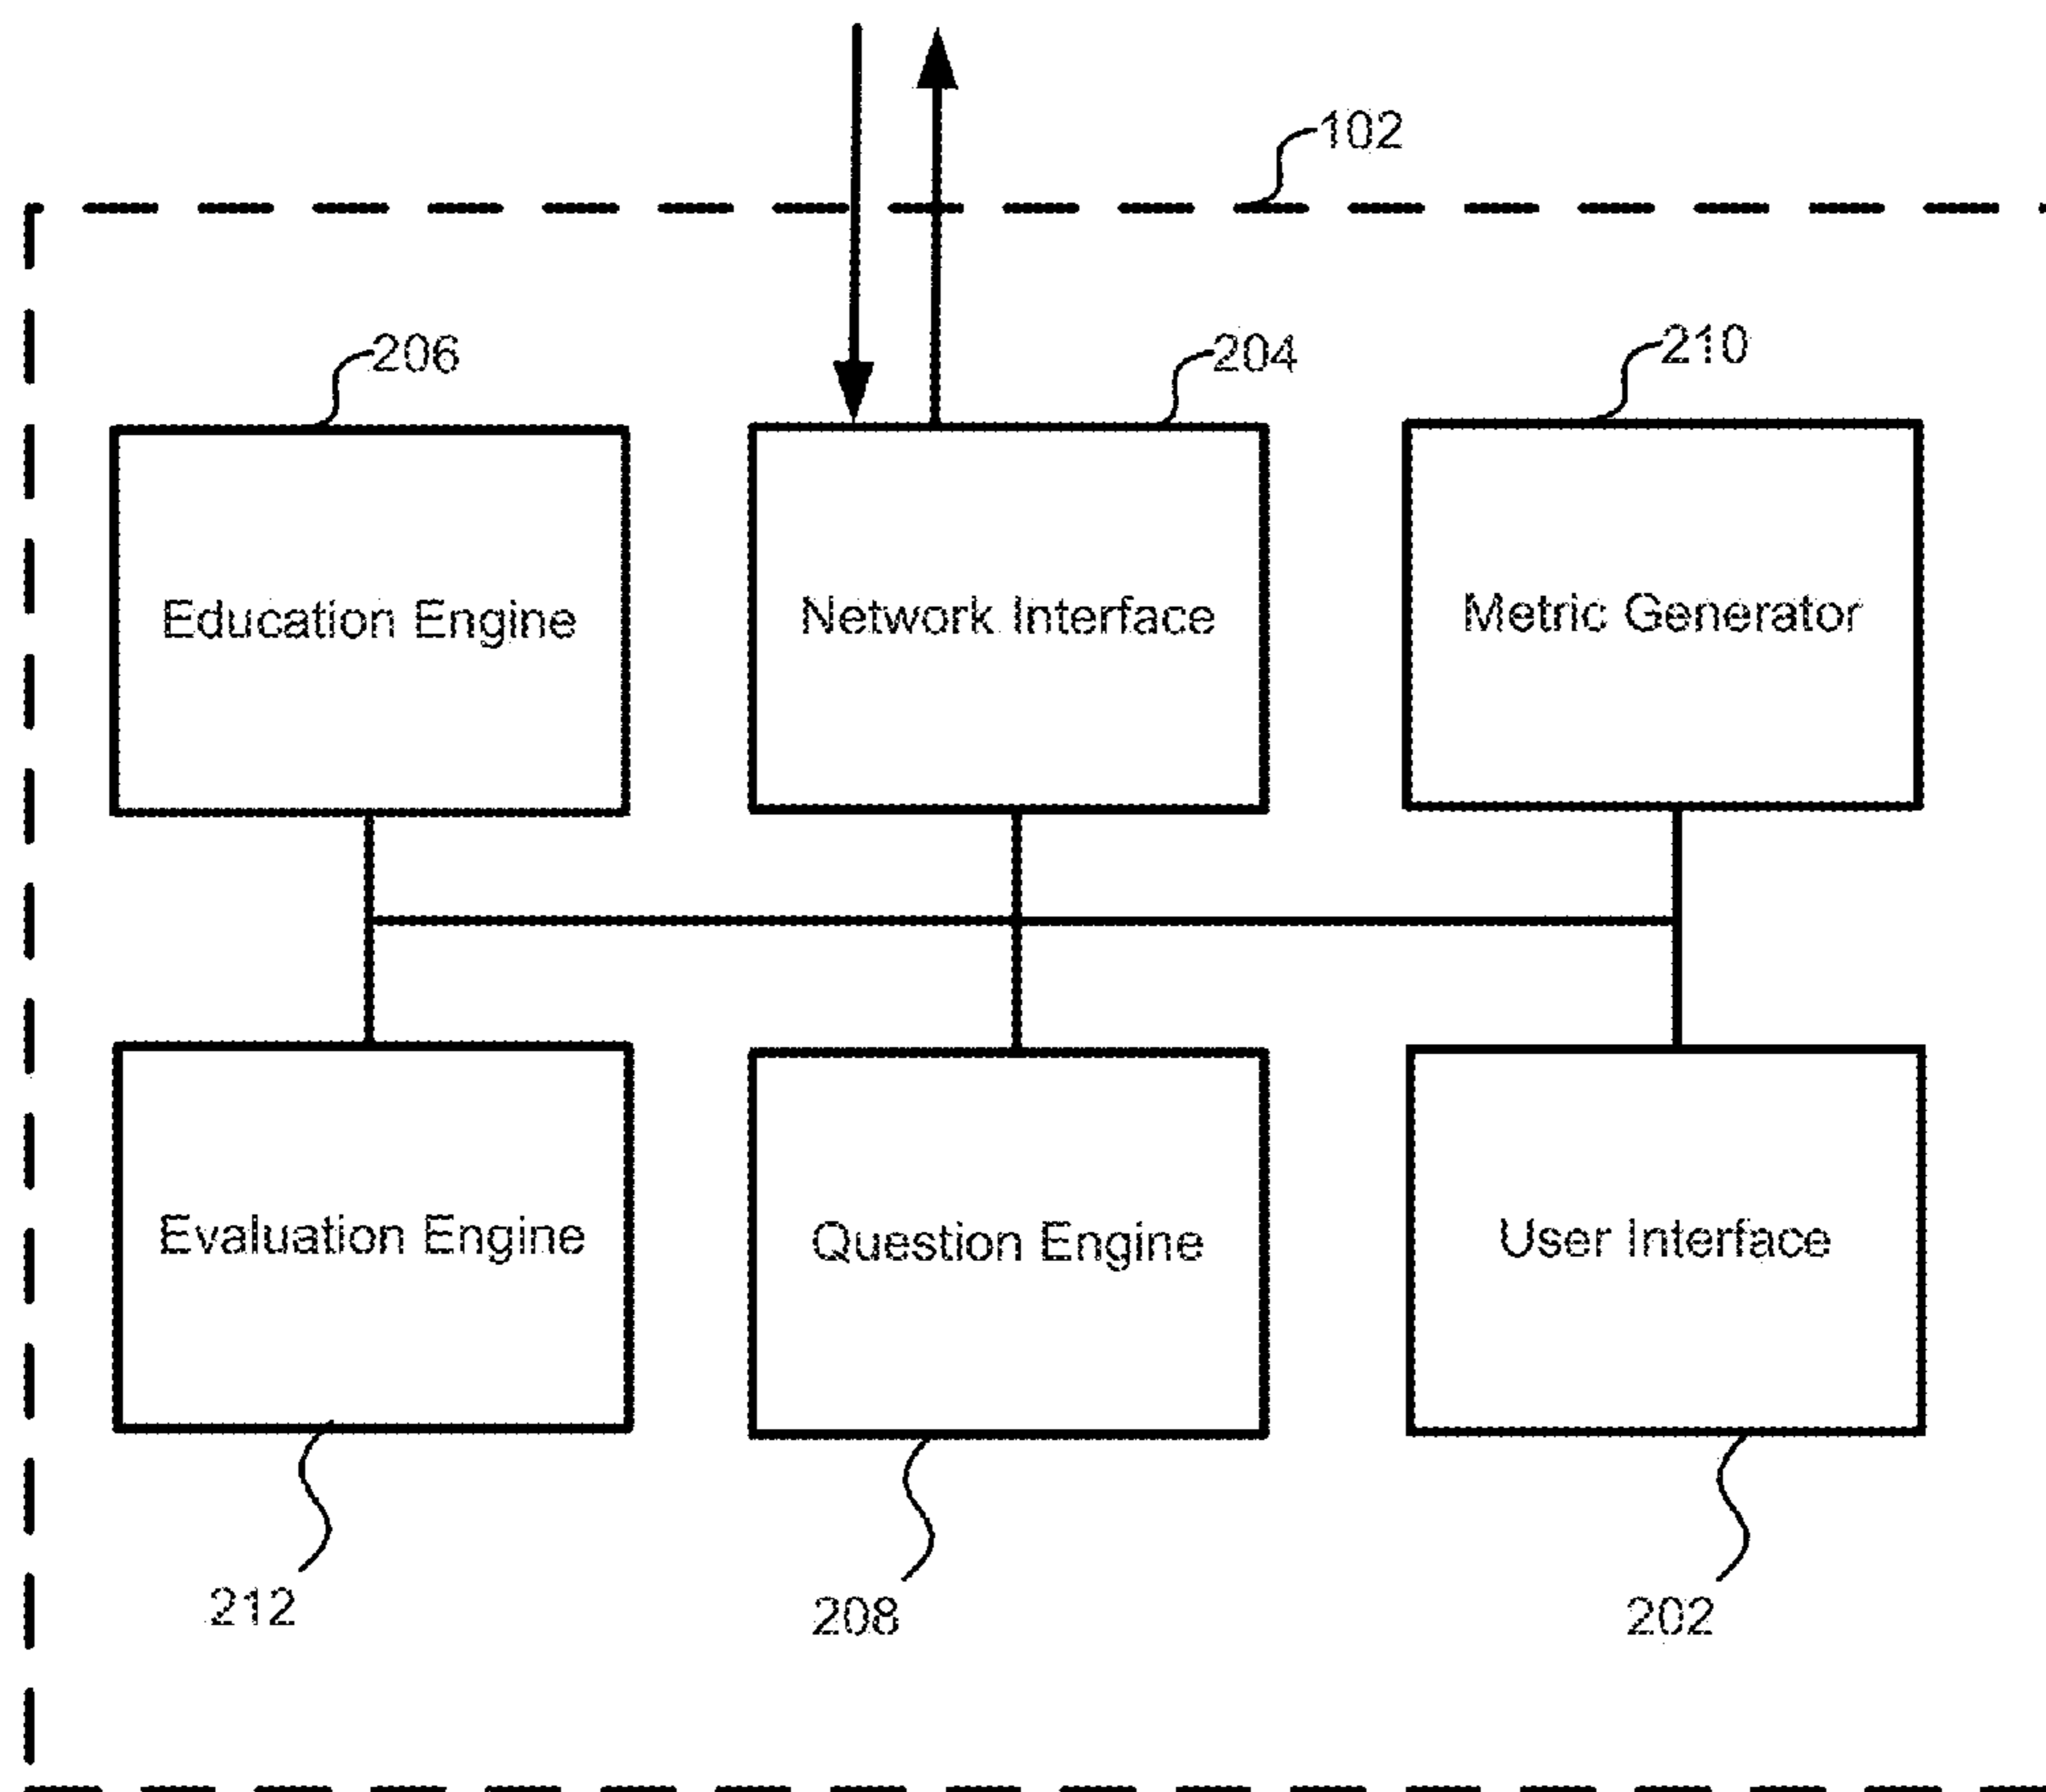 102
206
204
210
Education Engine
Network Interface
Metric Generator
Evaluation Engine
Question Engine
User Interface
212
208
202